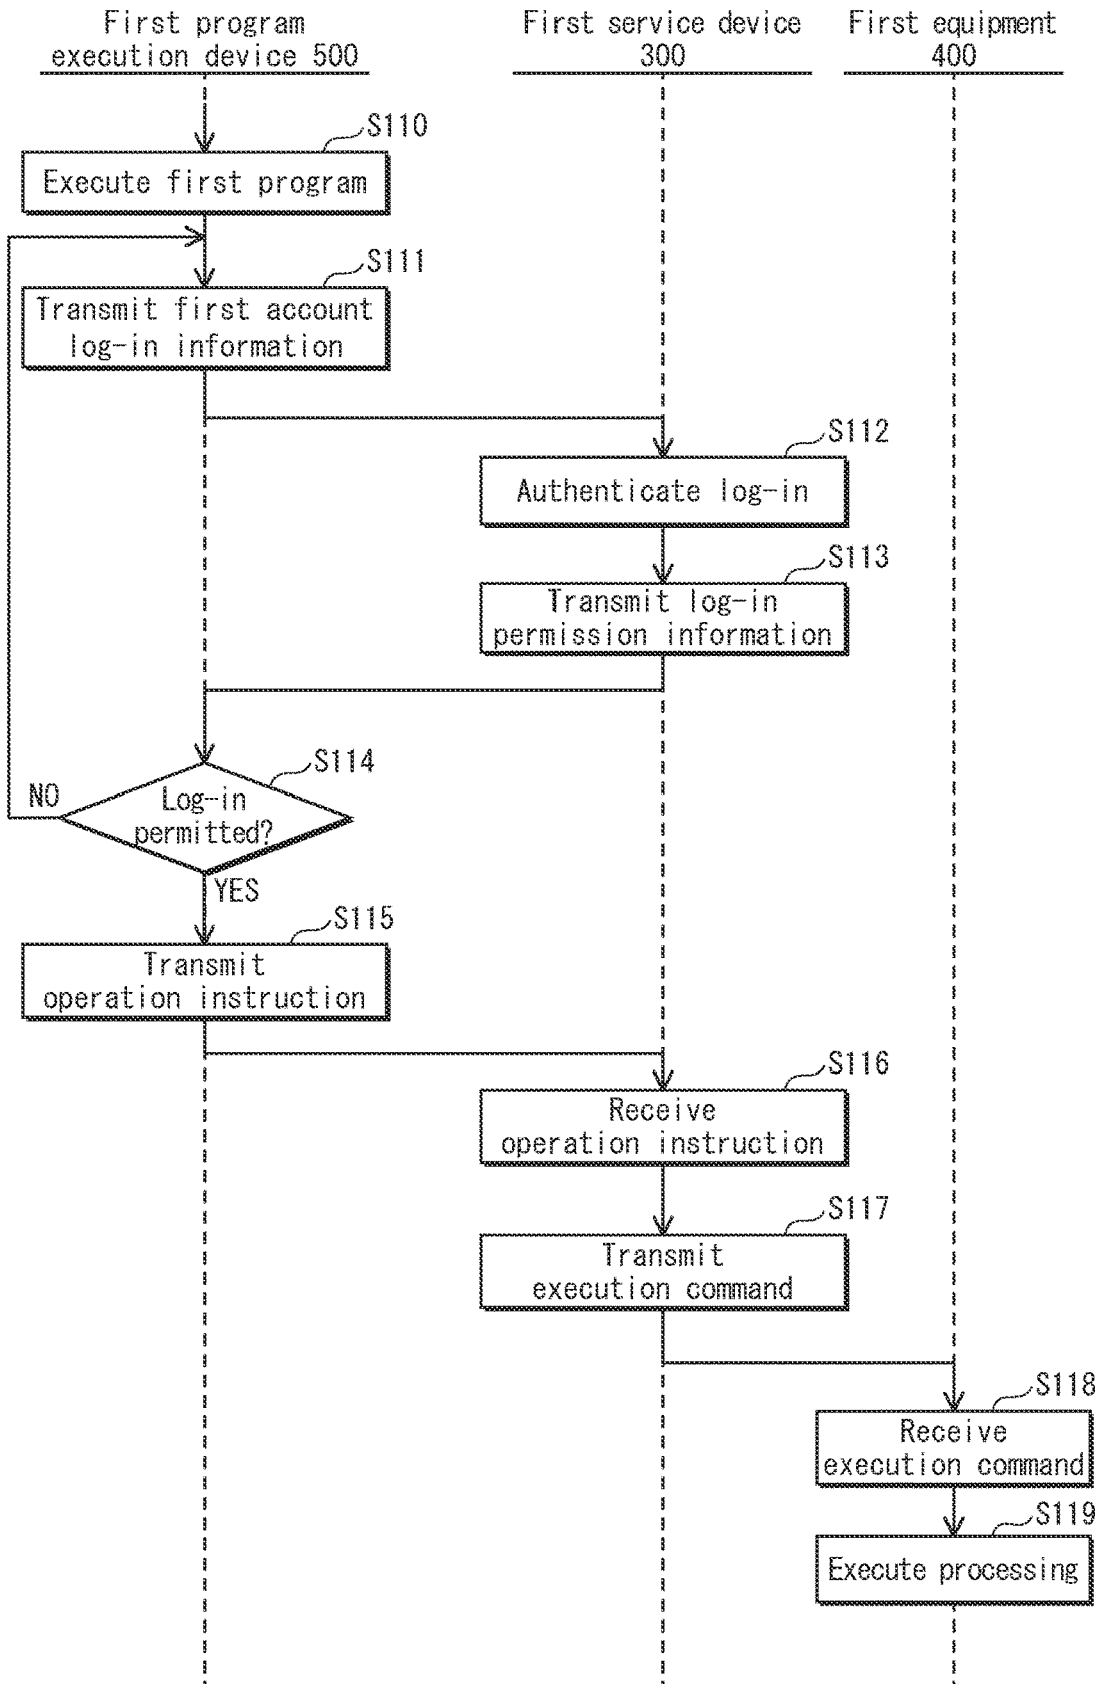 First program
execution device 500
First service device
300
First equipment
400
S110
Execute first program
S111
Transmit first account
log-in information
S112
Authenticate log-in
S113
Transmit log-in
permission information
S114
NO
Log-in
permitted?
YES
S115
Transmit
operation instruction
S116
Receive
operation instruction
S117
Transmit
execution command
S118
Receive
execution command
S119
Execute processing